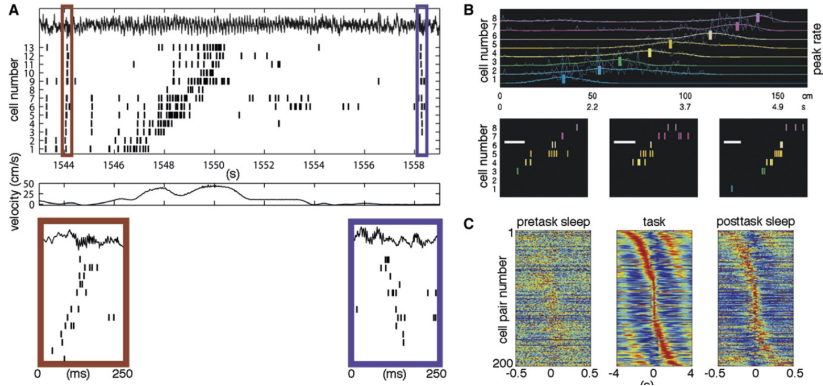 A
cell number
13
12
11
10
9
8
7
6
5
4
3
2
1
1544 1546 1548 1550 1552 1554 1556 1558
(s)
velocity (cm/s)
50
25
0
0 (ms) 250
0 (ms) 250
B
cell number
8
7
6
5
4
3
2
1
peak rate
0 50 100 150 cm
0 2.2 3.7 4.9 s
cell number
8
7
6
5
4
3
2
1
C
pretask sleep task posttask sleep
cell pair number
1
200
-0.5 0 0.5 -4 0 4 -0.5 0 0.5
(s)